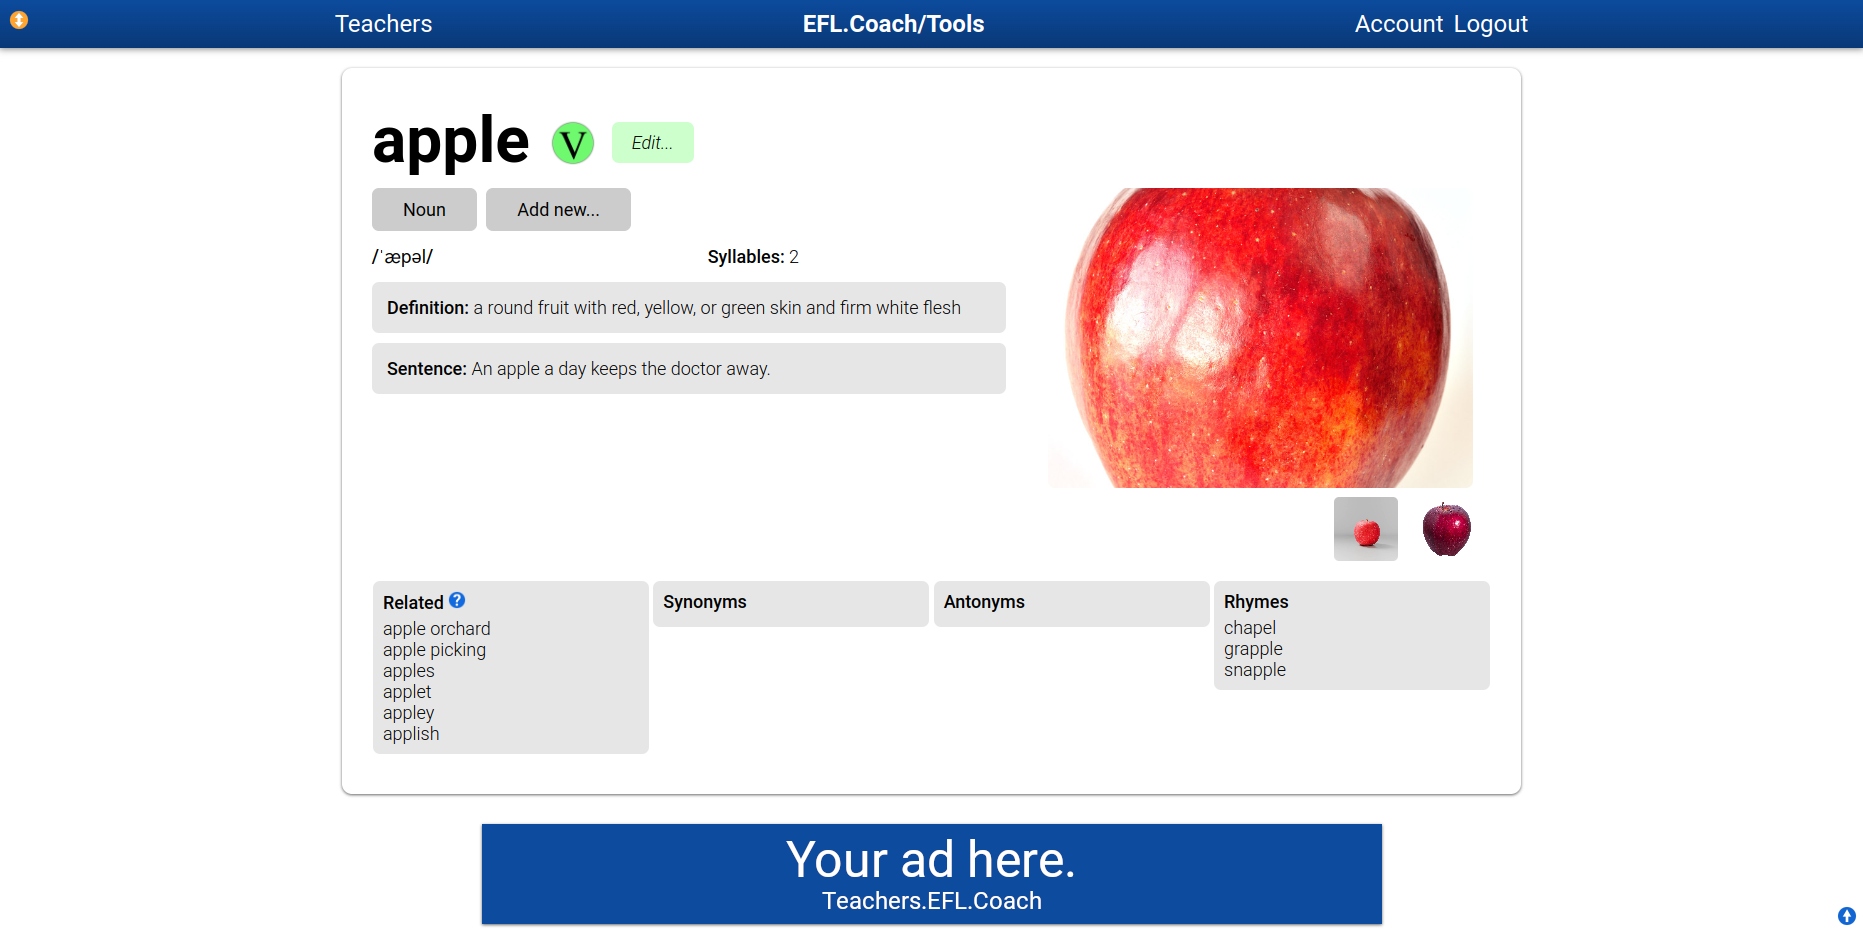 Teachers EFL.Coach/Tools Account Logout
apple V Edit...
Noun Add new...
/ˈæpəl/ Syllables: 2
Definition: a round fruit with red, yellow, or green skin and firm white flesh
Sentence: An apple a day keeps the doctor away.
Related ?
apple orchard
apple picking
apples
applet
appley
applish
Synonyms
Antonyms
Rhymes
chapel
grapple
snapple
Your ad here.
Teachers.EFL.Coach